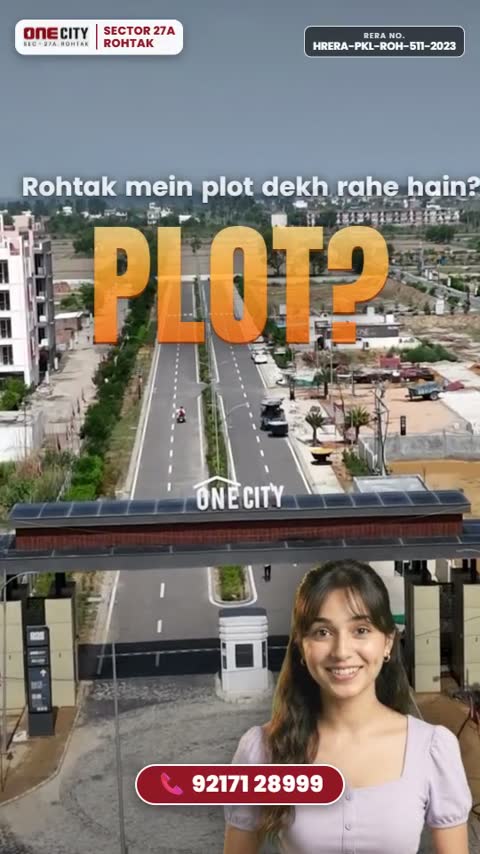 ONE CITY
SEC - 27A, ROHTAK
SECTOR 27A
ROHTAK
RERA NO.
HRERA-PKL-ROH-511-2023
Rohtak mein plot dekh rahe hain?
PLOT?
ONE CITY
ONE
92171 28999